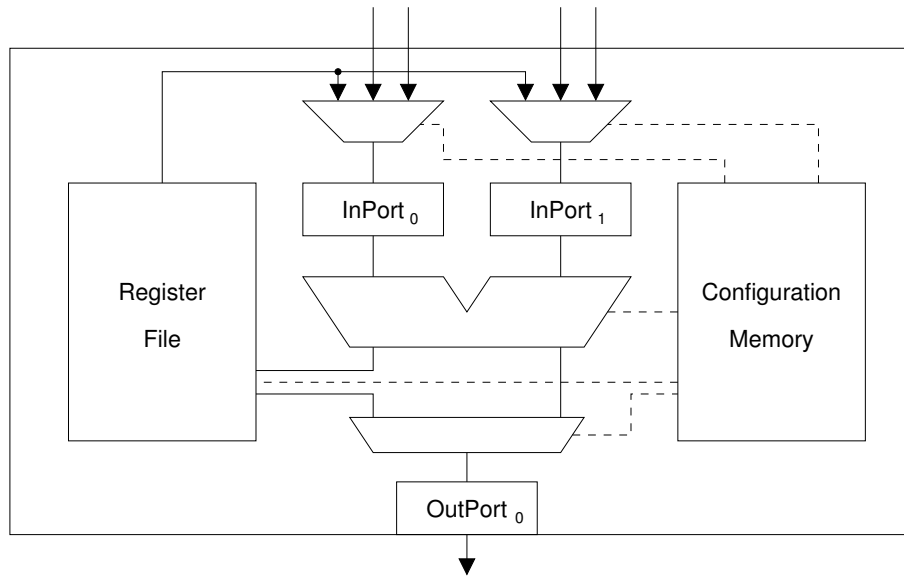 InPort 0
InPort 1
Register
File
Configuration
Memory
OutPort 0